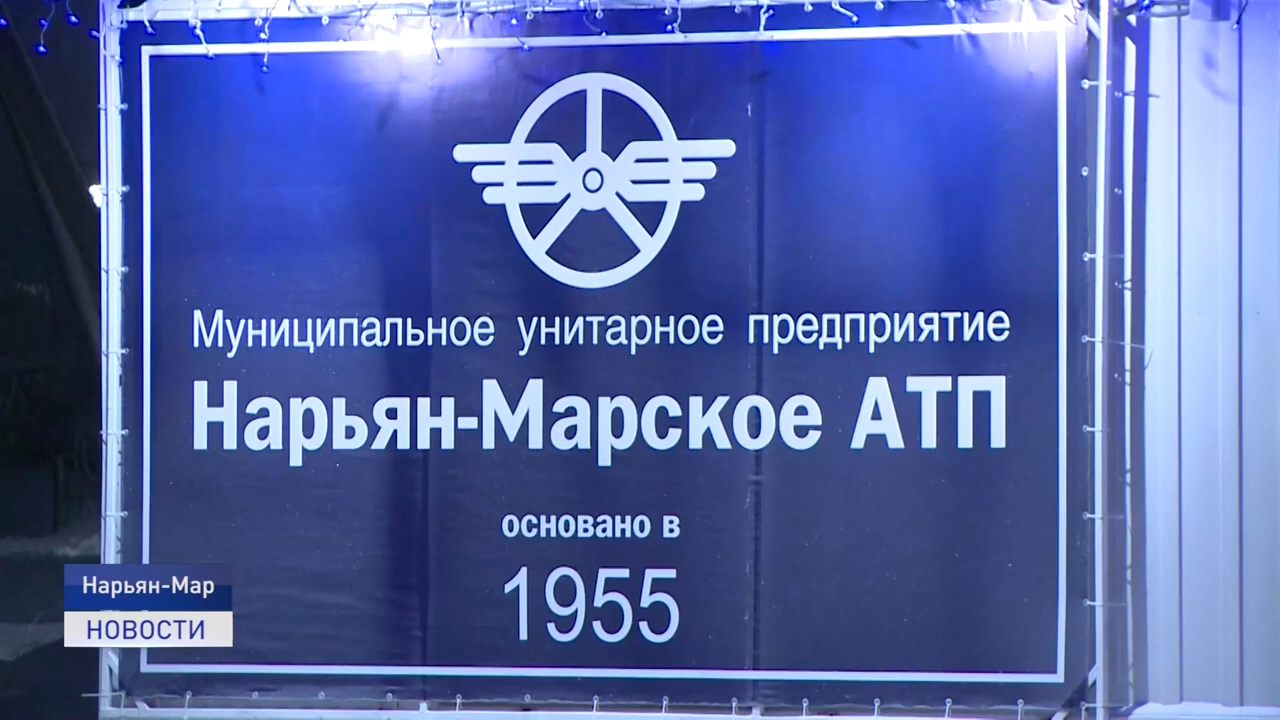 Муниципальное унитарное предприятие
Нарьян-Марское АТП
основано в
1955
Нарьян-Мар
НОВОСТИ